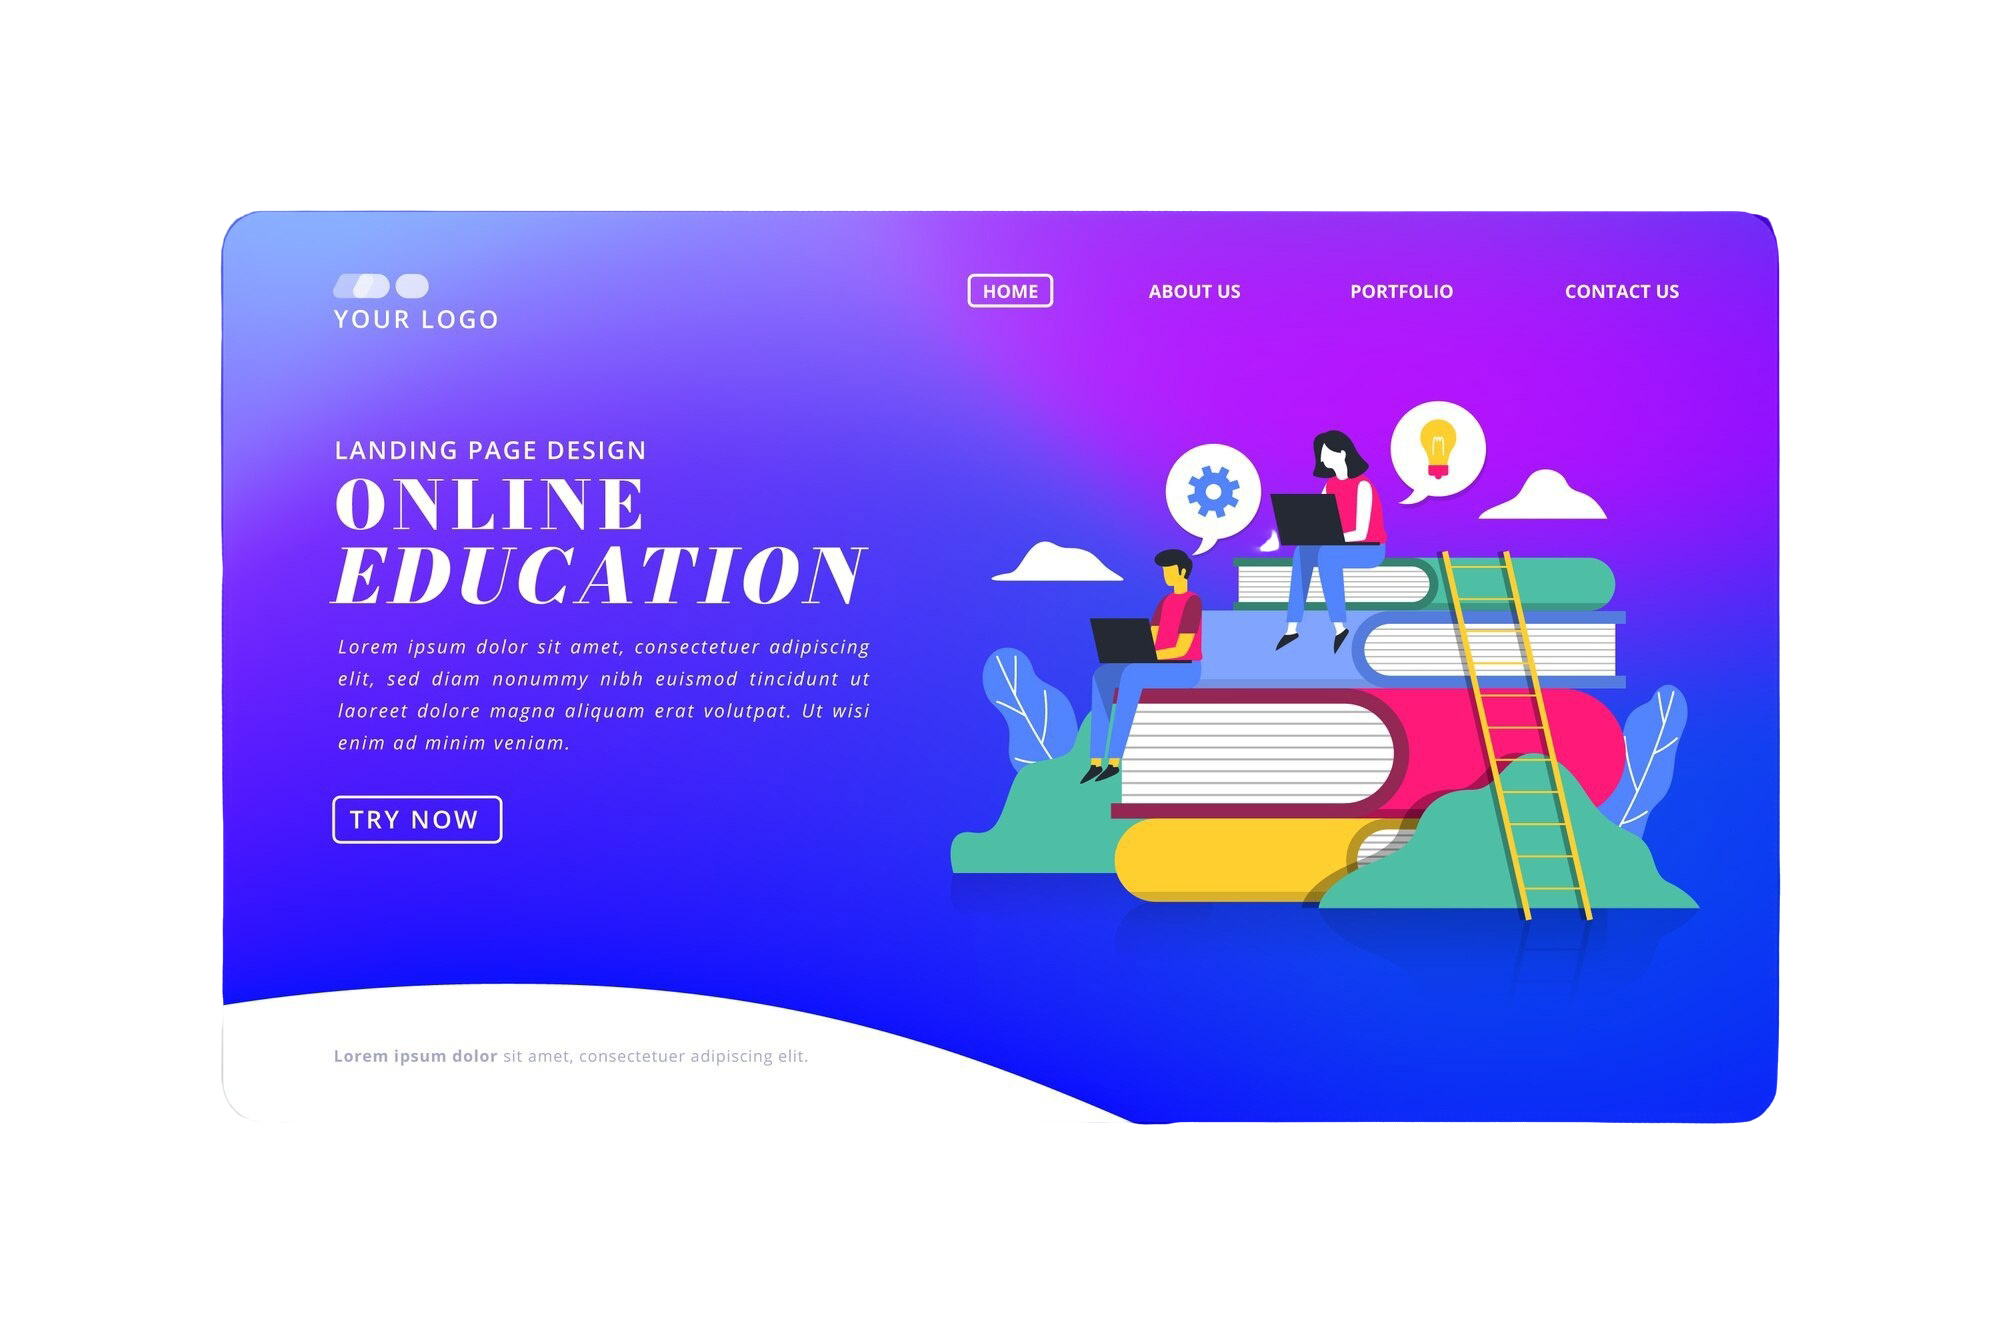 YOUR LOGO
HOME ABOUT US PORTFOLIO CONTACT US
LANDING PAGE DESIGN
ONLINE
EDUCATION
Lorem ipsum dolor sit amet, consectetuer adipiscing
elit, sed diam nonummy nibh euismod tincidunt ut
laoreet dolore magna aliquam erat volutpat. Ut wisi
enim ad minim veniam.
TRY NOW
Lorem ipsum dolor sit amet, consectetuer adipiscing elit.